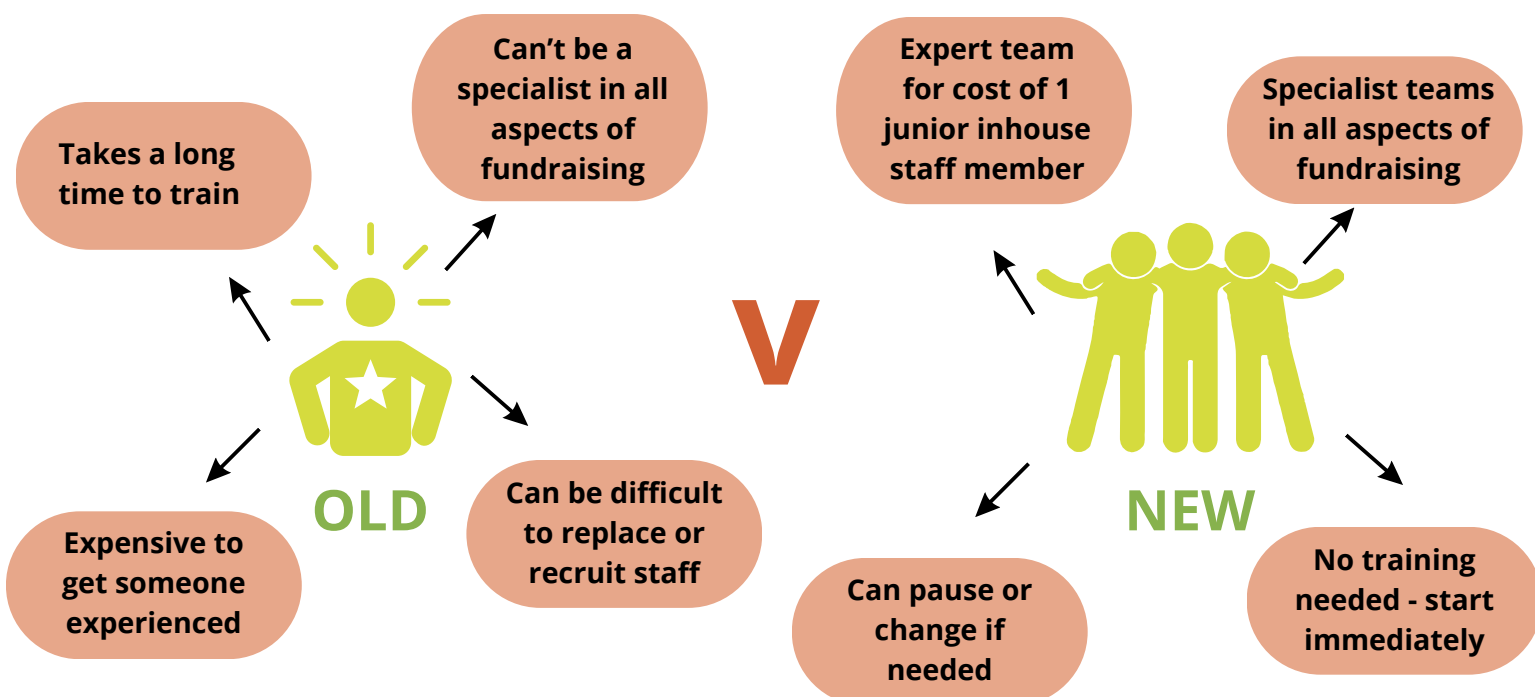 Takes a long
time to train
Can’t be a
specialist in all
aspects of
fundraising
Expensive to
get someone
experienced
Can be difficult
to replace or
recruit staff
OLD
V
Expert team
for cost of 1
junior inhouse
staff member
Specialist teams
in all aspects of
fundraising
Can pause or
change if
needed
No training
needed - start
immediately
NEW